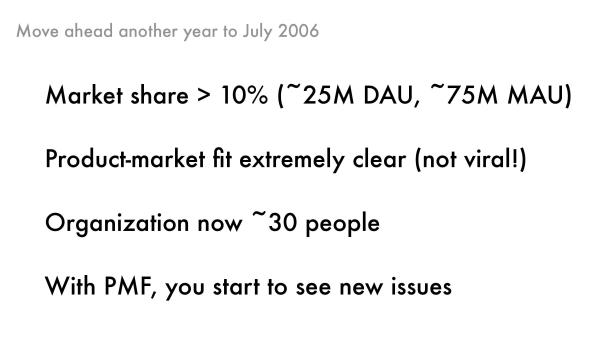 Move ahead another year to July 2006
Market share > 10% (~25M DAU, ~75M MAU)
Product-market fit extremely clear (not viral!)
Organization now ~30 people
With PMF, you start to see new issues